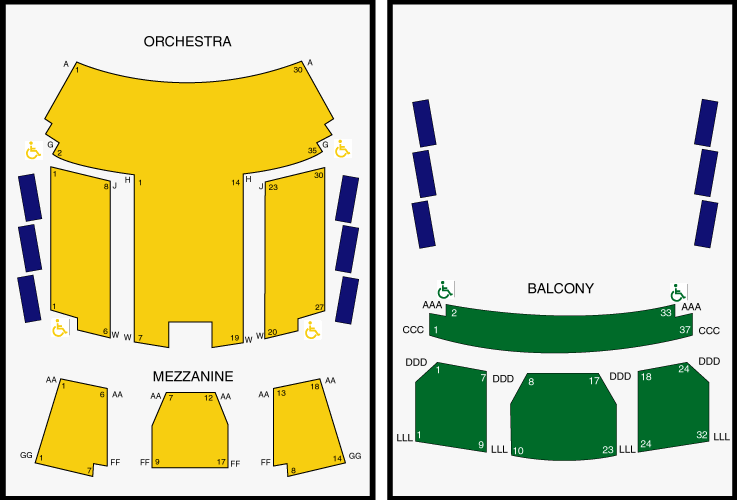 ORCHESTRA
A 1 30 A
G 2 35 G
1 8 J H 1 14 H J 23 30
1 6 W W 7 19 W 20 27 W
MEZZANINE
AA 1 6 AA AA 7 12 AA AA 13 18 AA
GG 1 7 FF FF 9 17 FF FF 8 14 GG
BALCONY
AAA 2 33 AAA
CCC 1 37 CCC
DDD 1 7 DDD 8 17 DDD 18 24 DDD
LLL 1 9 LLL 10 23 LLL 24 32 LLL